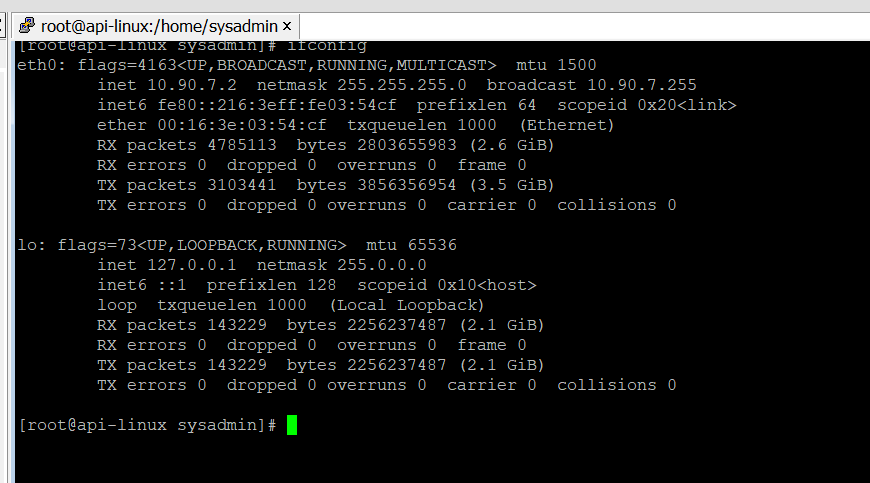 root@api-linux:/home/sysadmin ×
[root@api-linux sysadmin]# ifconfig
eth0: flags=4163<UP,BROADCAST,RUNNING,MULTICAST>  mtu 1500
        inet 10.90.7.2  netmask 255.255.255.0  broadcast 10.90.7.255
        inet6 fe80::216:3eff:fe03:54cf  prefixlen 64  scopeid 0x20<link>
        ether 00:16:3e:03:54:cf  txqueuelen 1000  (Ethernet)
        RX packets 4785113  bytes 2803655983 (2.6 GiB)
        RX errors 0  dropped 0  overruns 0  frame 0
        TX packets 3103441  bytes 3856356954 (3.5 GiB)
        TX errors 0  dropped 0 overruns 0  carrier 0  collisions 0

lo: flags=73<UP,LOOPBACK,RUNNING>  mtu 65536
        inet 127.0.0.1  netmask 255.0.0.0
        inet6 ::1  prefixlen 128  scopeid 0x10<host>
        loop  txqueuelen 1000  (Local Loopback)
        RX packets 143229  bytes 2256237487 (2.1 GiB)
        RX errors 0  dropped 0  overruns 0  frame 0
        TX packets 143229  bytes 2256237487 (2.1 GiB)
        TX errors 0  dropped 0 overruns 0  carrier 0  collisions 0

[root@api-linux sysadmin]#